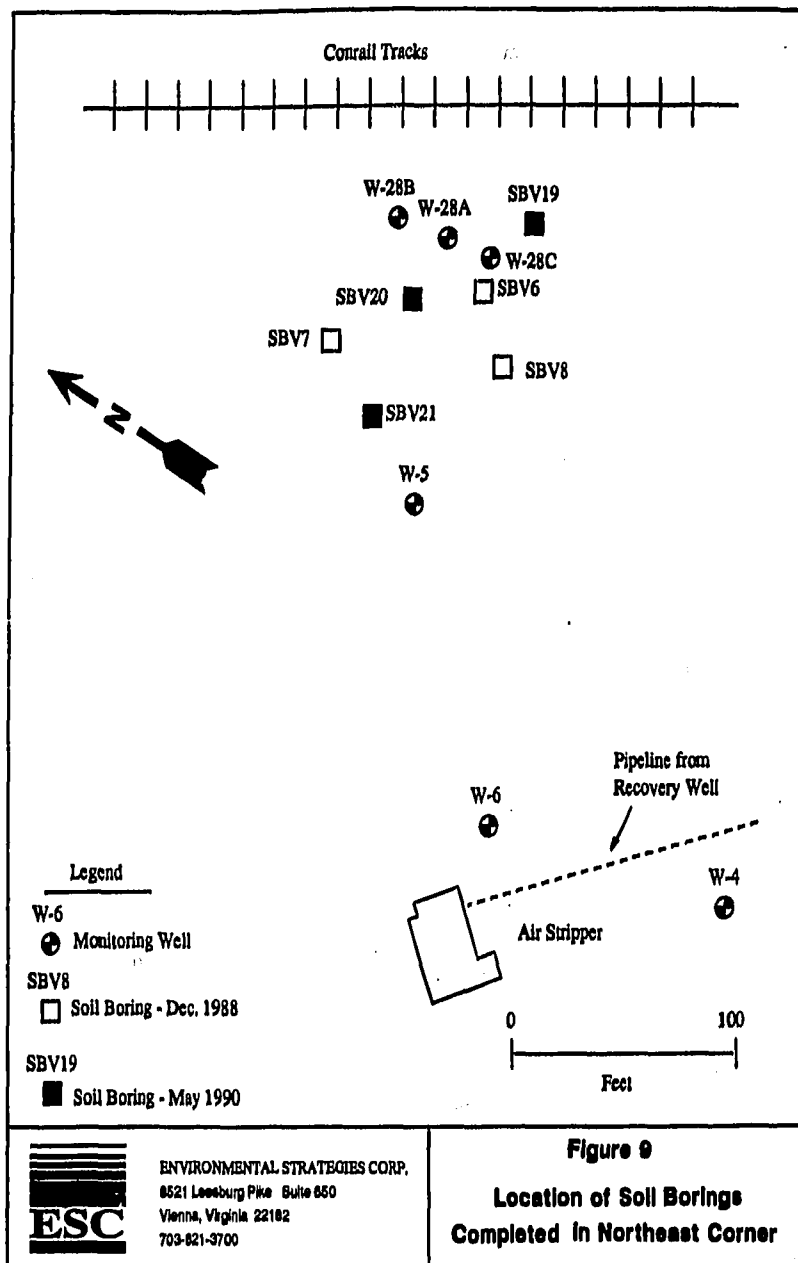 Conrail Tracks
W-28B
W-28A
SBV19
W-28C
SBV20
SBV6
SBV7
SBV8
SBV21
N
W-5
Pipeline from
Recovery Well
W-6
W-4
Air Stripper
Legend
W-6
Monitoring Well
SBV8
Soil Boring - Dec. 1988
SBV19
Soil Boring - May 1990
0 100
Feet
ESC
ENVIRONMENTAL STRATEGIES CORP.
8521 Leesburg Pike Suite 650
Vienna, Virginia 22182
703-821-3700
Figure 9
Location of Soil Borings
Completed in Northeast Corner